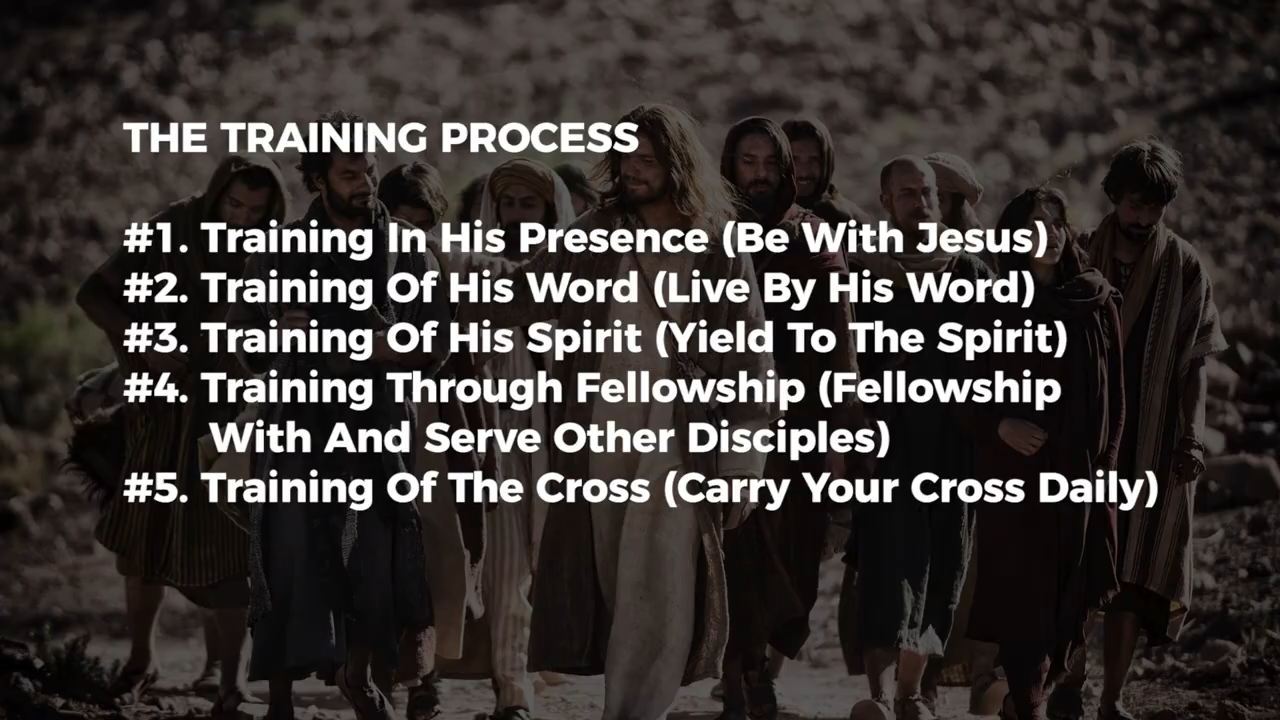 THE TRAINING PROCESS
#1. Training In His Presence (Be With Jesus)
#2. Training Of His Word (Live By His Word)
#3. Training Of His Spirit (Yield To The Spirit)
#4. Training Through Fellowship (Fellowship
With And Serve Other Disciples)
#5. Training Of The Cross (Carry Your Cross Daily)